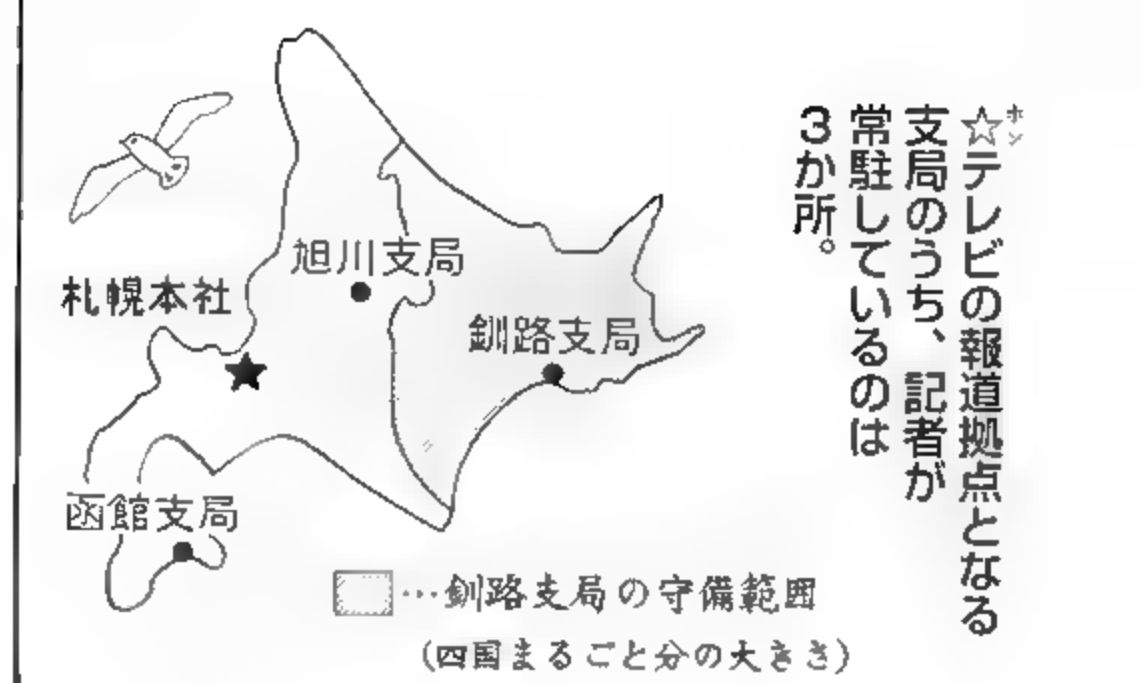 ☆テレビの報道拠点となる
支局のうち、記者が
常駐しているのは
3か所。
ホン
旭川支局
札幌本社
釧路支局
函館支局
…釧路支局の守備範囲
(四国まるごと分の大きさ)